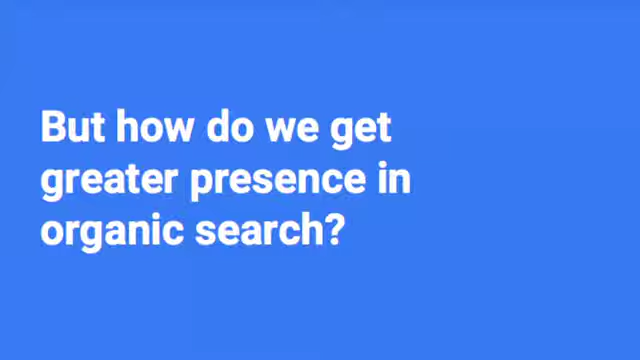 But how do we get
greater presence in
organic search?